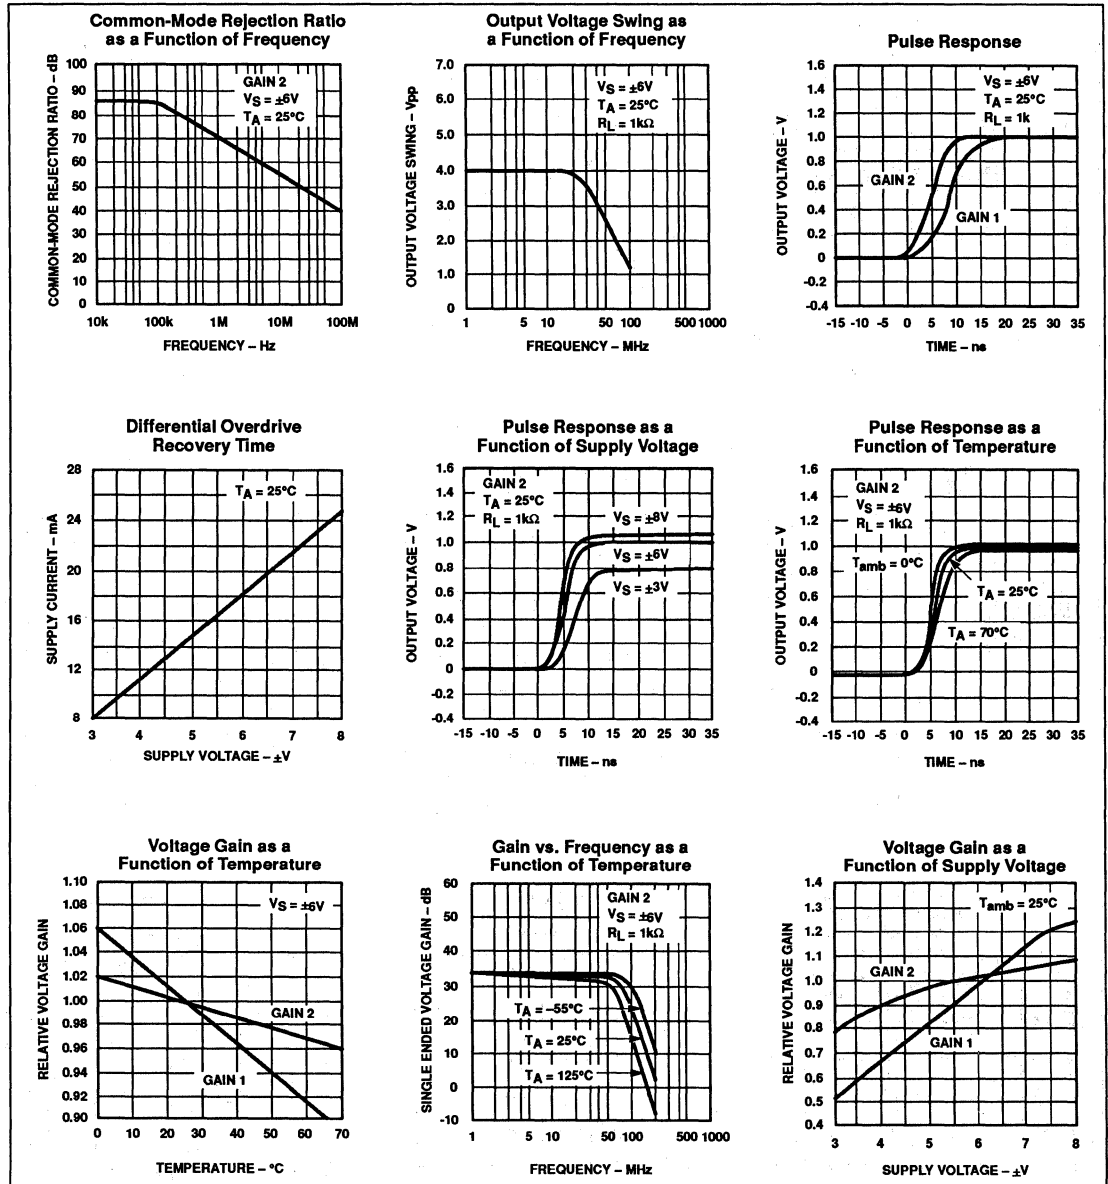 Common-Mode Rejection Ratio
as a Function of Frequency
COMMON-MODE REJECTION RATIO – dB
100
90
80
70
60
50
40
30
20
10
0
GAIN 2
VS = ±6V
TA = 25°C
10k 100k 1M 10M 100M
FREQUENCY – Hz
Output Voltage Swing as
a Function of Frequency
OUTPUT VOLTAGE SWING – Vpp
7.0
6.0
5.0
4.0
3.0
2.0
1.0
0
VS = ±6V
TA = 25°C
RL = 1kΩ
1 5 10 50 100 500 1000
FREQUENCY – MHz
Pulse Response
OUTPUT VOLTAGE – V
1.6
1.4
1.2
1.0
0.8
0.6
0.4
0.2
0
-0.2
-0.4
VS = ±6V
TA = 25°C
RL = 1k
GAIN 2
GAIN 1
-15 -10 -5 0 5 10 15 20 25 30 35
TIME – ns
Differential Overdrive
Recovery Time
SUPPLY CURRENT – mA
28
24
20
16
12
8
TA = 25°C
3 4 5 6 7 8
SUPPLY VOLTAGE – ±V
Pulse Response as a
Function of Supply Voltage
OUTPUT VOLTAGE – V
1.6
1.4
1.2
1.0
0.8
0.6
0.4
0.2
0
-0.2
-0.4
GAIN 2
TA = 25°C
RL = 1kΩ
VS = ±8V
VS = ±6V
VS = ±3V
-15 -10 -5 0 5 10 15 20 25 30 35
TIME – ns
Pulse Response as a
Function of Temperature
OUTPUT VOLTAGE – V
1.6
1.4
1.2
1.0
0.8
0.6
0.4
0.2
0
-0.2
-0.4
GAIN 2
VS = ±6V
RL = 1kΩ
Tamb = 0°C
TA = 25°C
TA = 70°C
-15 -10 -5 0 5 10 15 20 25 30 35
TIME – ns
Voltage Gain as a
Function of Temperature
RELATIVE VOLTAGE GAIN
1.10
1.08
1.06
1.04
1.02
1.00
0.98
0.96
0.94
0.92
0.90
VS = ±6V
GAIN 2
GAIN 1
0 10 20 30 40 50 60 70
TEMPERATURE – °C
Gain vs. Frequency as a
Function of Temperature
SINGLE ENDED VOLTAGE GAIN – dB
60
50
40
30
20
10
0
-10
GAIN 2
VS = ±6V
RL = 1kΩ
TA = –55°C
TA = 25°C
TA = 125°C
1 5 10 50 100 500 1000
FREQUENCY – MHz
Voltage Gain as a
Function of Supply Voltage
RELATIVE VOLTAGE GAIN
1.4
1.3
1.2
1.1
1.0
0.9
0.8
0.7
0.6
0.5
0.4
Tamb = 25°C
GAIN 2
GAIN 1
3 4 5 6 7 8
SUPPLY VOLTAGE – ±V